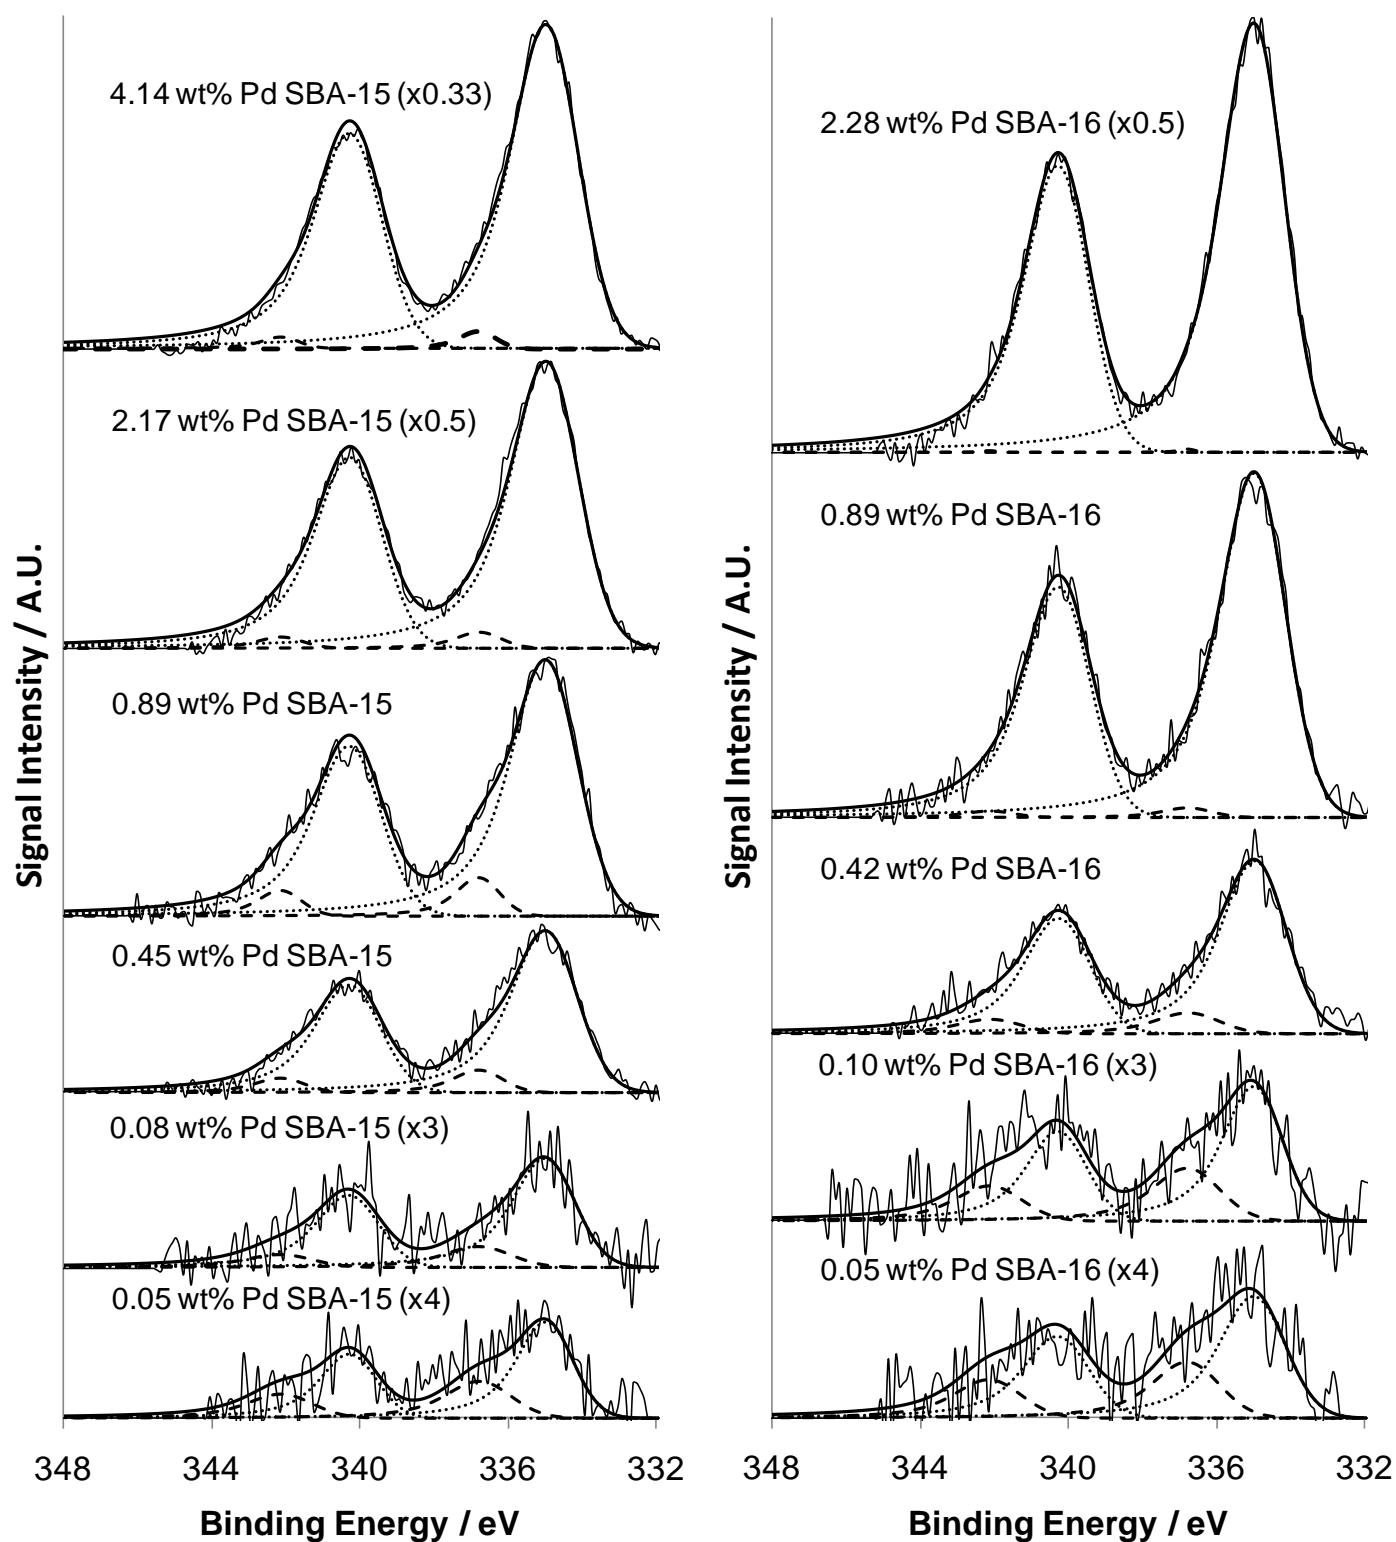 Signal Intensity / A.U.
4.14 wt% Pd SBA-15 (x0.33)
2.17 wt% Pd SBA-15 (x0.5)
0.89 wt% Pd SBA-15
0.45 wt% Pd SBA-15
0.08 wt% Pd SBA-15 (x3)
0.05 wt% Pd SBA-15 (x4)
348 344 340 336 332
Binding Energy / eV
Signal Intensity / A.U.
2.28 wt% Pd SBA-16 (x0.5)
0.89 wt% Pd SBA-16
0.42 wt% Pd SBA-16
0.10 wt% Pd SBA-16 (x3)
0.05 wt% Pd SBA-16 (x4)
348 344 340 336 332
Binding Energy / eV